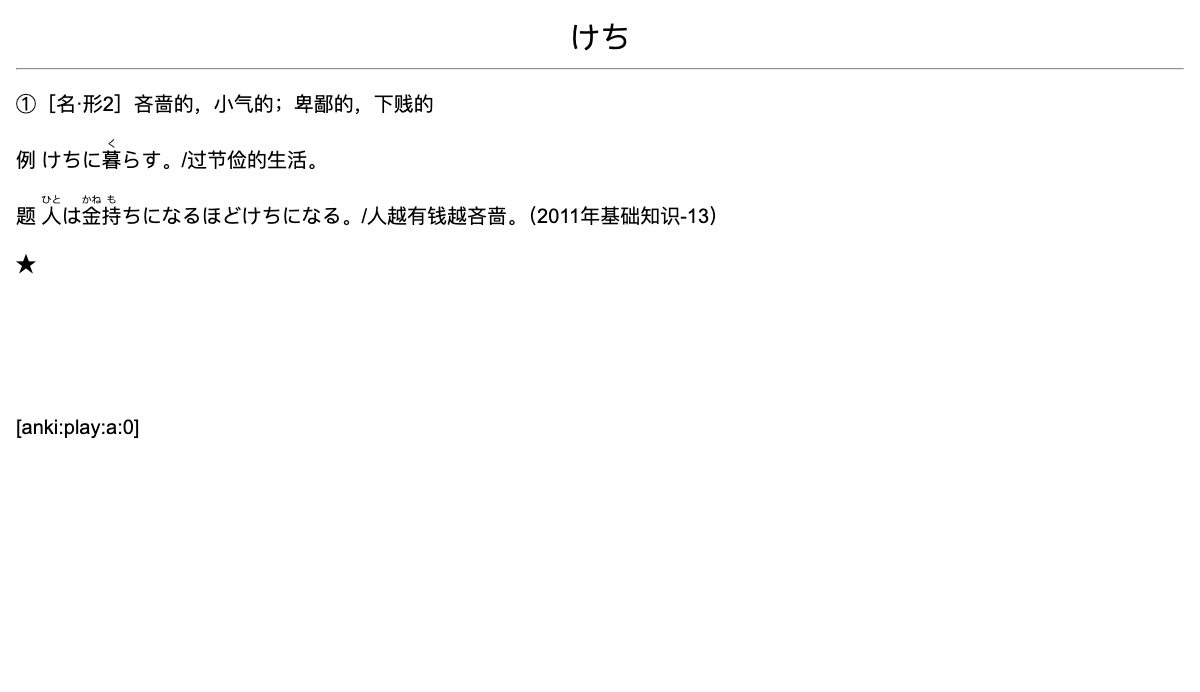 けち
①［名·形2］吝啬的，小气的；卑鄙的，下贱的
く
例 けちに暮らす。/过节俭的生活。
ひと かね も
题 人は金持ちになるほどけちになる。/人越有钱越吝啬。（2011年基础知识-13）
★
[anki:play:a:0]